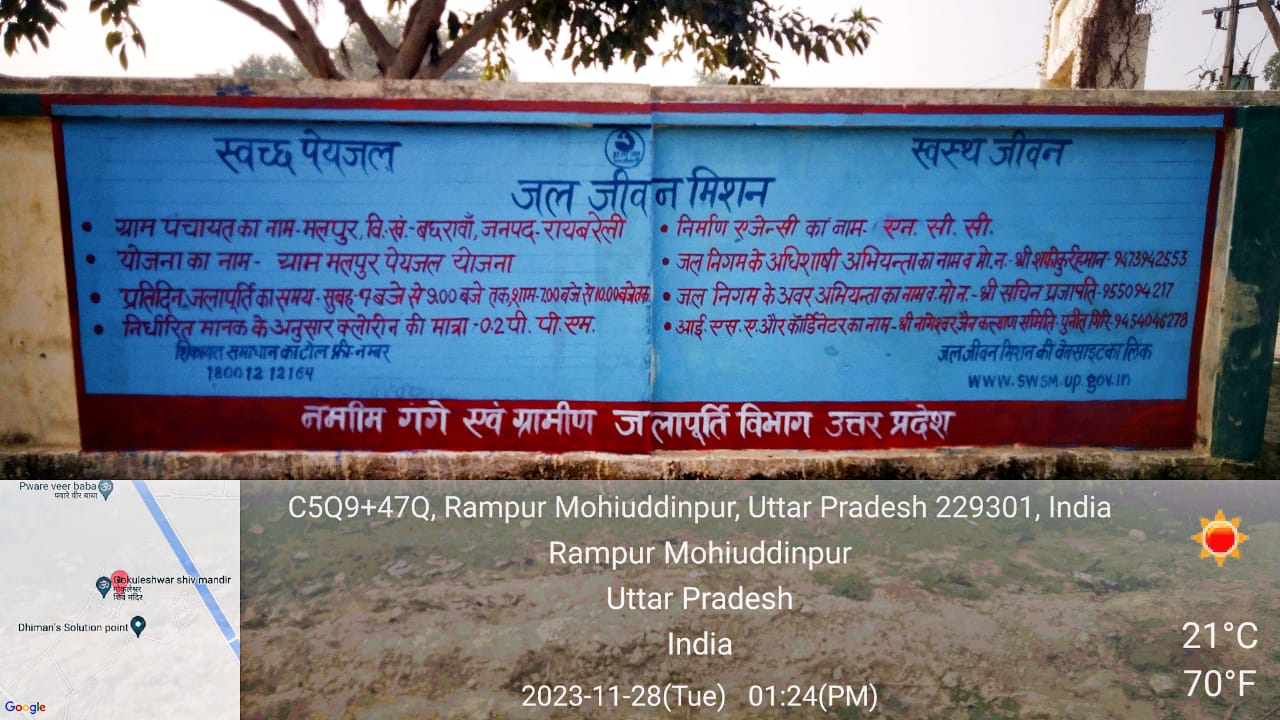 स्वच्छ पेयजल
स्वस्थ जीवन
जल जीवन मिशन
• ग्राम पंचायत का नाम- मलपुर, वि.खं.- बछरावाँ, जनपद- रायबरेली
• योजना का नाम- ग्राम मलपुर पेयजल योजना
• प्रतिदिन जलापूर्ति का समय- सुबह 7 बजे से 9.00 बजे तक, शाम- 7.00 बजे से 10.00 बजे तक
• निर्धारित मानक के अनुसार क्लोरीन की मात्रा- 0.2 पी. पी. एम.
शिकायत समाधान का टोल फ्री नम्बर
1800 12 12164
• निर्माण एजेन्सी का नाम- एन. सी. सी.
• जल निगम के अधिशाषी अभियन्ता का नाम व मो.न.- श्री शफीकुर्रहमान- 9473942553
• जल निगम के अवर अभियन्ता का नाम व. मो.न.- श्री सचिन प्रजापति- 955094217
• आई. एस. ए. और कॉर्डिनेटर का नाम- श्री नागेश्वर जैन कल्याण समिति- पुनीत गिरि- 9454046278
जल जीवन मिशन की वेबसाइट का लिंक
www.swsm.up.gov.in
नमामि गंगे एवं ग्रामीण जलापूर्ति विभाग उत्तर प्रदेश
Pware veer baba
पवारे वीर बाबा
Gokuleshwar shiv mandir
गोकुलेश्वर
शिव मंदिर
Dhiman's Solution point
Google
C5Q9+47Q, Rampur Mohiuddinpur, Uttar Pradesh 229301, India
Rampur Mohiuddinpur
Uttar Pradesh
India
2023-11-28(Tue) 01:24(PM)
21°C
70°F